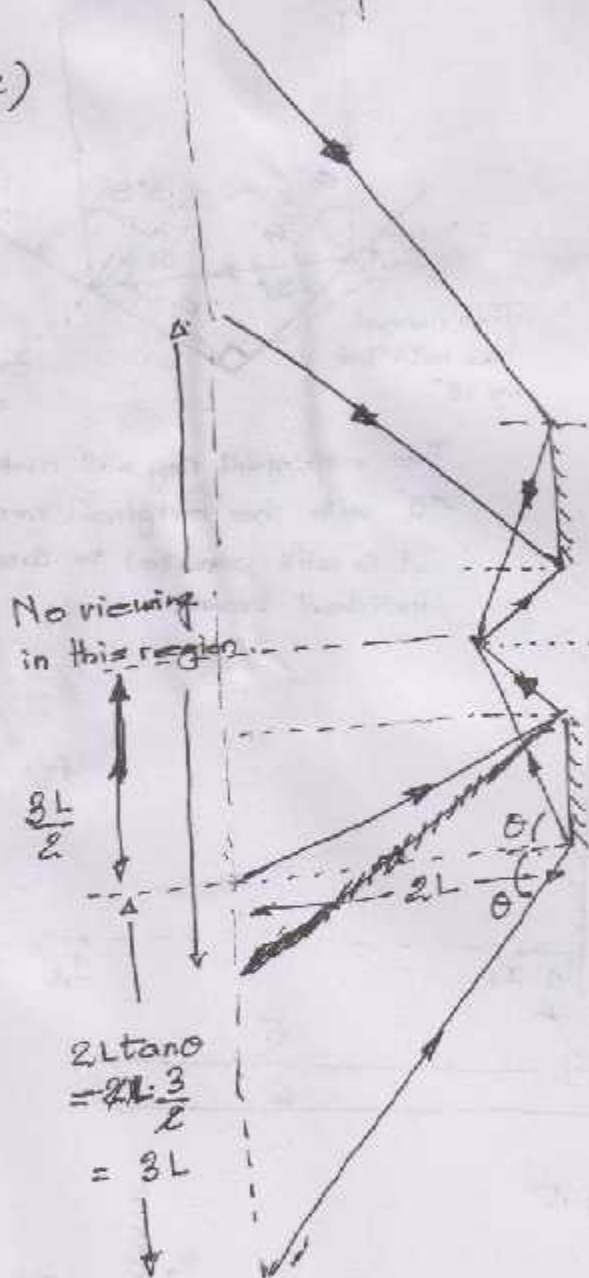 c)
No viewing
in this region.
3L
2
θ
2L
θ
2L tanθ
= 2L. 3
2
= 3L